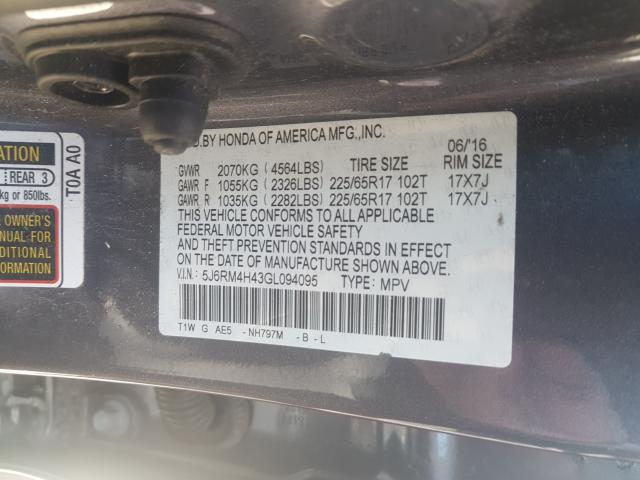 ATION
REAR 3
kg or 850lbs.
E OWNER'S
NUAL FOR
DITIONAL
FORMATION
T0A A0
D.BY HONDA OF AMERICA MFG.,INC.
06/'16
GVWR 2070KG (4564LBS) TIRE SIZE RIM SIZE
GAWR F 1055KG (2326LBS) 225/65R17 102T 17X7J
GAWR R 1035KG (2282LBS) 225/65R17 102T 17X7J
THIS VEHICLE CONFORMS TO ALL APPLICABLE
FEDERAL MOTOR VEHICLE SAFETY
AND THEFT PREVENTION STANDARDS IN EFFECT
ON THE DATE OF MANUFACTURE SHOWN ABOVE.
V.I.N.: 5J6RM4H43GL094095 TYPE: MPV
T1W G AE5 -NH797M -B-L